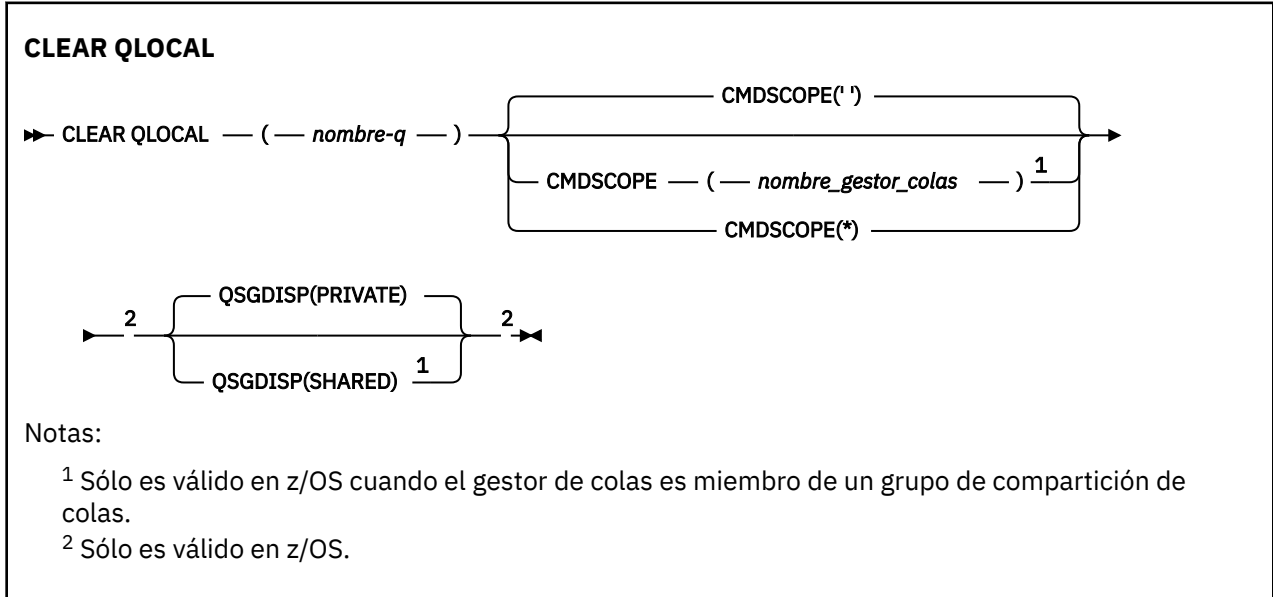 CLEAR QLOCAL
CMDSCOPE(' ')
CLEAR QLOCAL ( nombre-q )
CMDSCOPE ( nombre_gestor_colas ) 1
CMDSCOPE(*)
2 QSGDISP(PRIVATE) 2
QSGDISP(SHARED) 1
Notas:
1 Sólo es válido en z/OS cuando el gestor de colas es miembro de un grupo de compartición de
colas.
2 Sólo es válido en z/OS.